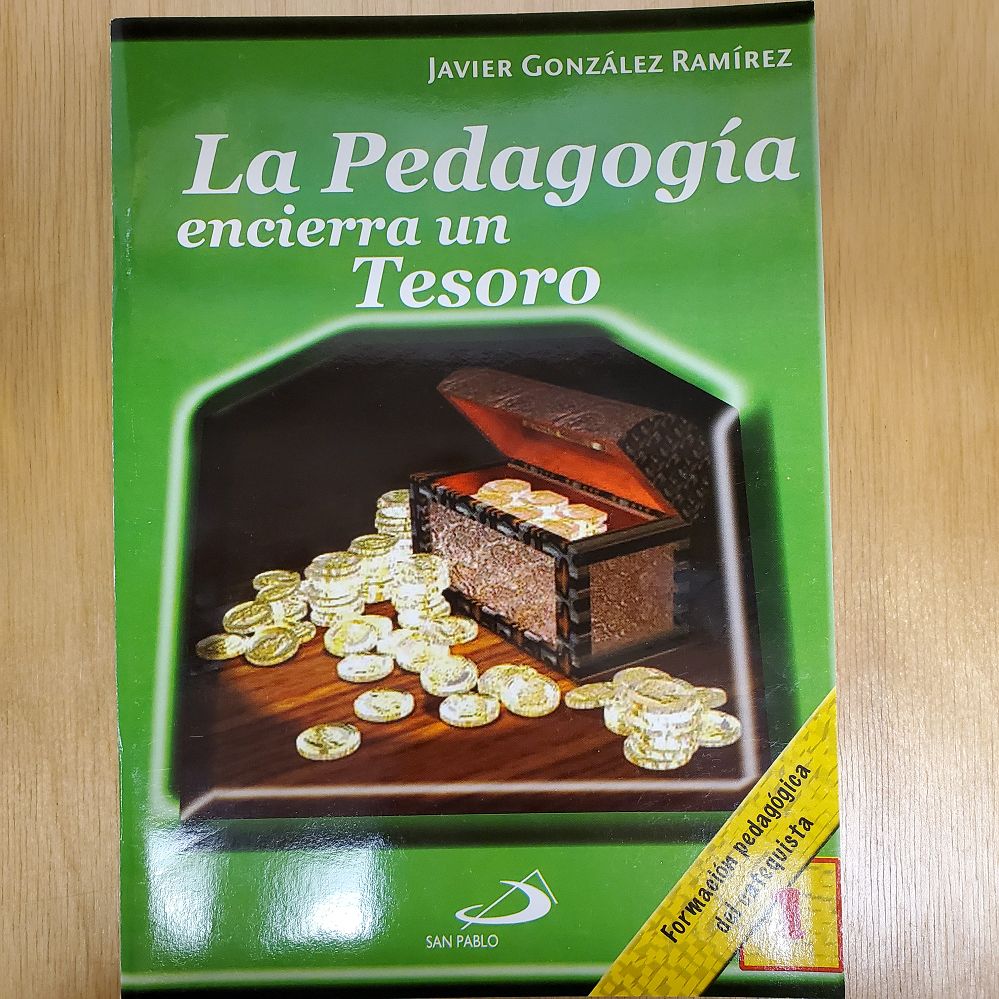 JAVIER GONZÁLEZ RAMÍREZ
La Pedagogía
encierra un
Tesoro
Formación pedagógica
del catequista
1
SAN PABLO